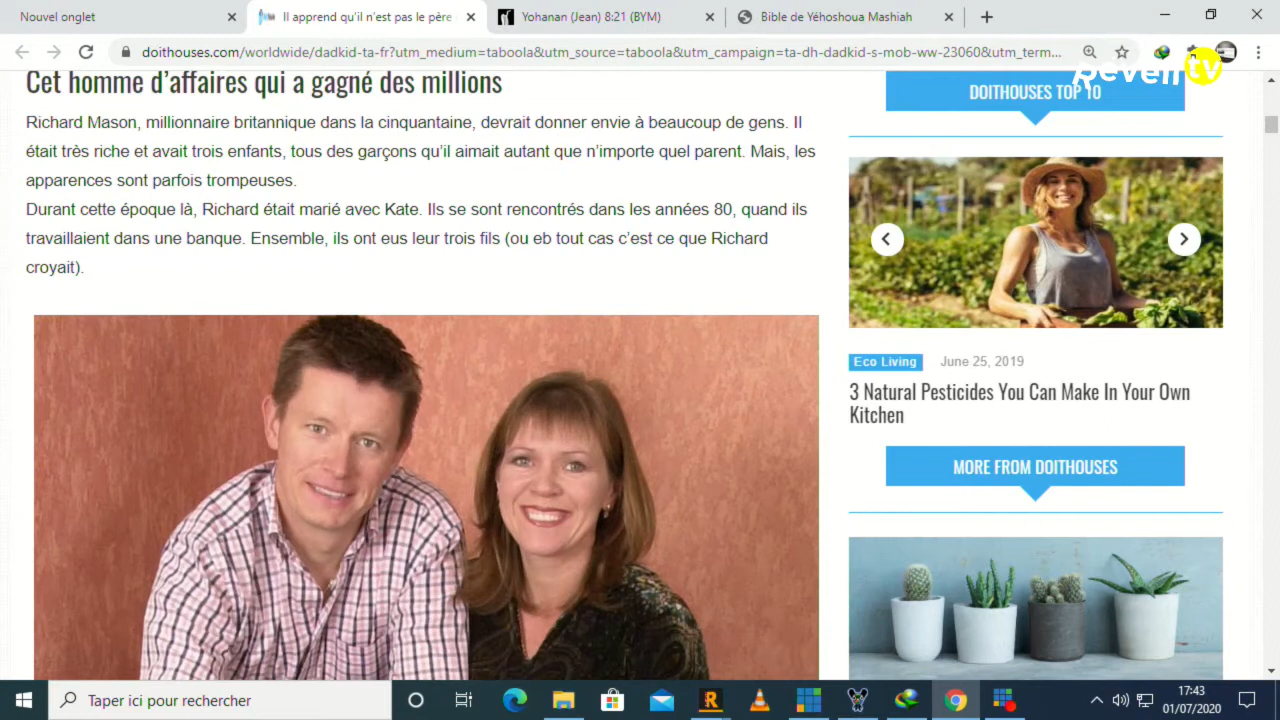 Nouvel onglet
Il apprend qu'il n'est pas le père
Yohanan (Jean) 8:21 (BYM)
Bible de Yéhoshoua Mashiah
doithouses.com/worldwide/dadkid-ta-fr?utm_medium=taboola&utm_source=taboola&utm_campaign=ta-dh-dadkid-s-mob-ww-23060&utm_term...
Cet homme d'affaires qui a gagné des millions
Richard Mason, millionnaire britannique dans la cinquantaine, devrait donner envie à beaucoup de gens. Il
était très riche et avait trois enfants, tous des garçons qu'il aimait autant que n'importe quel parent. Mais, les
apparences sont parfois trompeuses.
Durant cette époque là, Richard était marié avec Kate. Ils se sont rencontrés dans les années 80, quand ils
travaillaient dans une banque. Ensemble, ils ont eus leur trois fils (ou eb tout cas c'est ce que Richard
croyait).
tv
DOITHOUSES TOP 10
Eco Living
June 25, 2019
3 Natural Pesticides You Can Make In Your Own
Kitchen
MORE FROM DOITHOUSES
Taper ici pour rechercher
17:43
01/07/2020